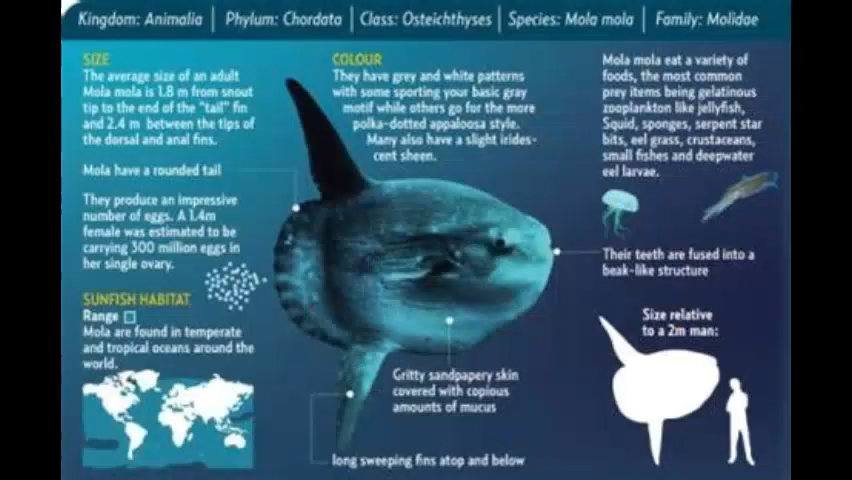 Kingdom: Animalia | Phylum: Chordata | Class: Osteichthyses | Species: Mola mola | Family: Molidae
SIZE
The average size of an adult
Mola mola is 1.8 m from snout
tip to the end of the "tail" fin
and 2.4 m between the tips of
the dorsal and anal fins.
Mola have a rounded tail
They produce an impressive
number of eggs. A 1.4m
female was estimated to be
carrying 300 million eggs in
her single ovary.
SUNFISH HABITAT
Range
Mola are found in temperate
and tropical oceans around the
world.
COLOUR
They have grey and white patterns
with some sporting your basic gray
motif while others go for the more
polka-dotted appaloosa style.
Many also have a slight irides-
cent sheen.
Gritty sandpapery skin
covered with copious
amounts of mucus
long sweeping fins atop and below
Mola mola eat a variety of
foods, the most common
prey items being gelatinous
zooplankton like jellyfish,
Squid, sponges, serpent star
bits, eel grass, crustaceans,
small fishes and deepwater
eel larvae.
Their teeth are fused into a
beak-like structure
Size relative
to a 2m man: